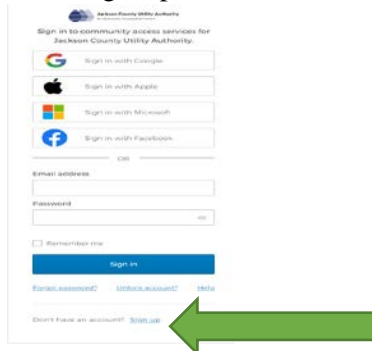 Jackson County Utility Authority
Sign in to community access services for
Jackson County Utility Authority.
Sign in with Google
Sign in with Apple
Sign in with Microsoft
Sign in with Facebook
OR
Email address
Password
Remember me
Sign in
Forgot password? Unlock account? Help
Don't have an account? Sign up